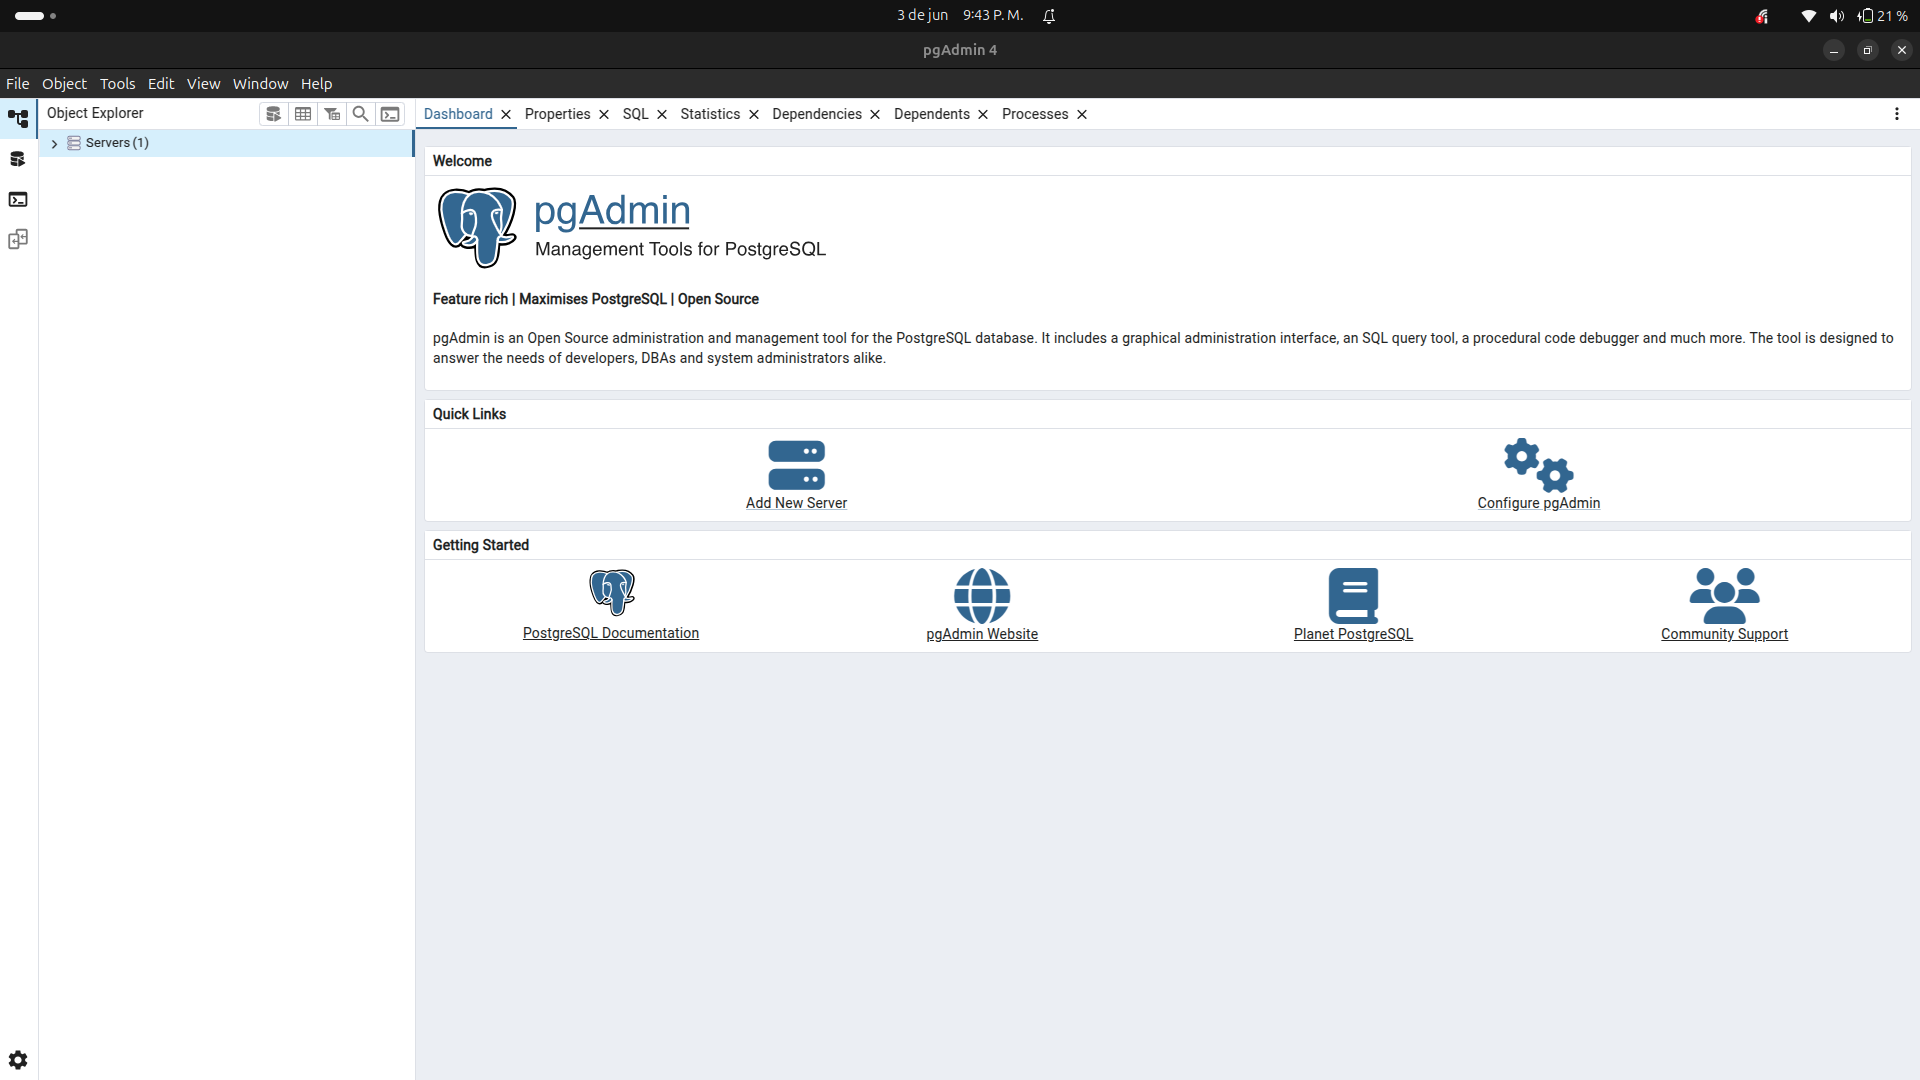 3 de jun 9:43 P. M. 21 %
pgAdmin 4
File Object Tools Edit View Window Help
Object Explorer
Dashboard Properties SQL Statistics Dependencies Dependents Processes
Servers (1)
Welcome
pgAdmin
Management Tools for PostgreSQL
Feature rich | Maximises PostgreSQL | Open Source
pgAdmin is an Open Source administration and management tool for the PostgreSQL database. It includes a graphical administration interface, an SQL query tool, a procedural code debugger and much more. The tool is designed to
answer the needs of developers, DBAs and system administrators alike.
Quick Links
Add New Server Configure pgAdmin
Getting Started
PostgreSQL Documentation pgAdmin Website Planet PostgreSQL Community Support